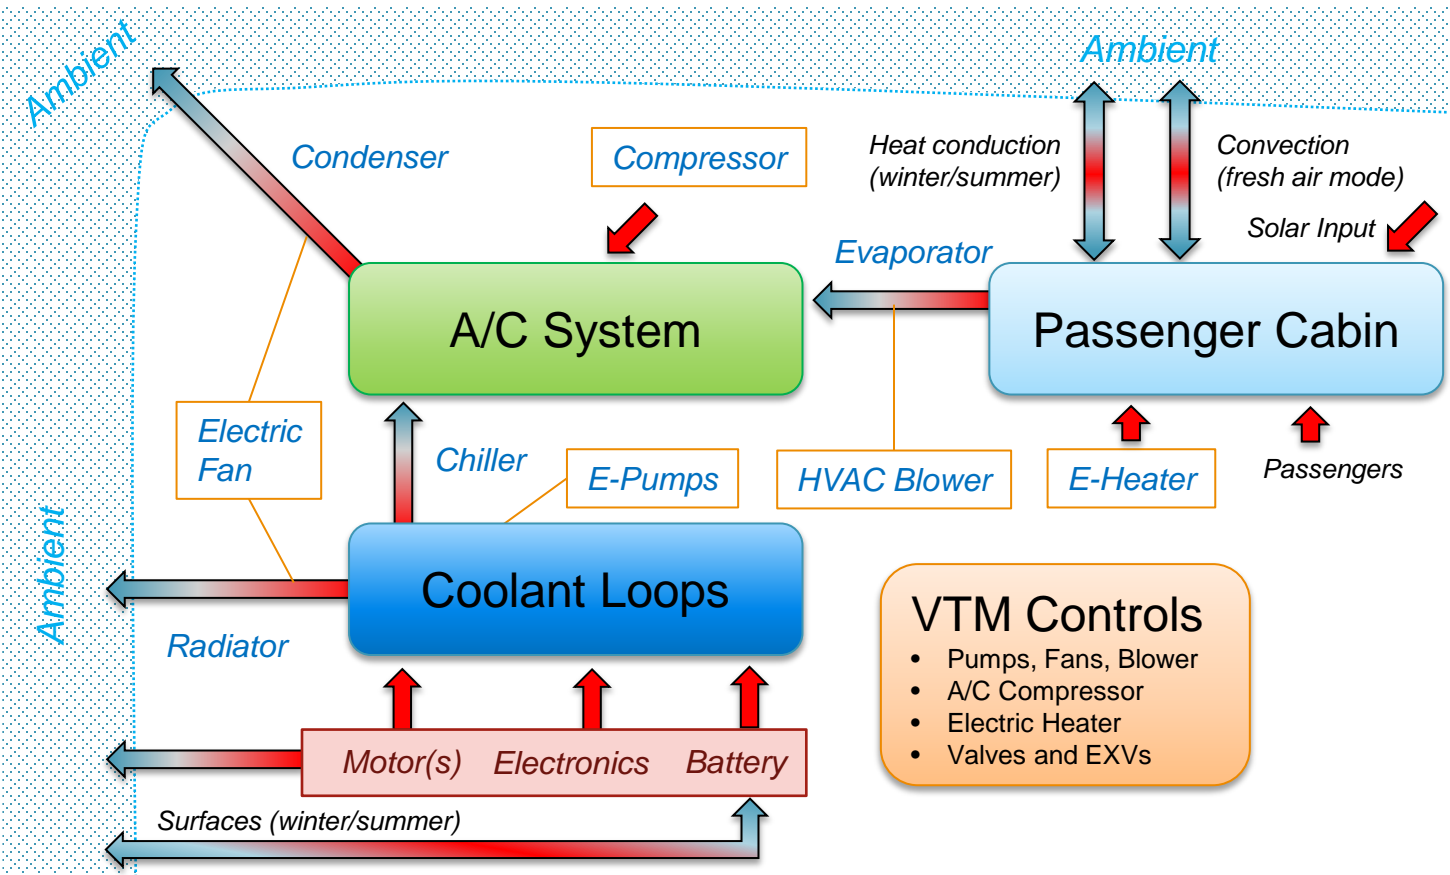 Ambient
Ambient
Condenser
Compressor
Heat conduction
(winter/summer)
Convection
(fresh air mode)
Solar Input
Evaporator
A/C System
Passenger Cabin
Electric
Fan
Chiller
E-Pumps
HVAC Blower
E-Heater
Passengers
Ambient
Coolant Loops
Radiator
VTM Controls
• Pumps, Fans, Blower
• A/C Compressor
• Electric Heater
• Valves and EXVs
Motor(s) Electronics Battery
Surfaces (winter/summer)